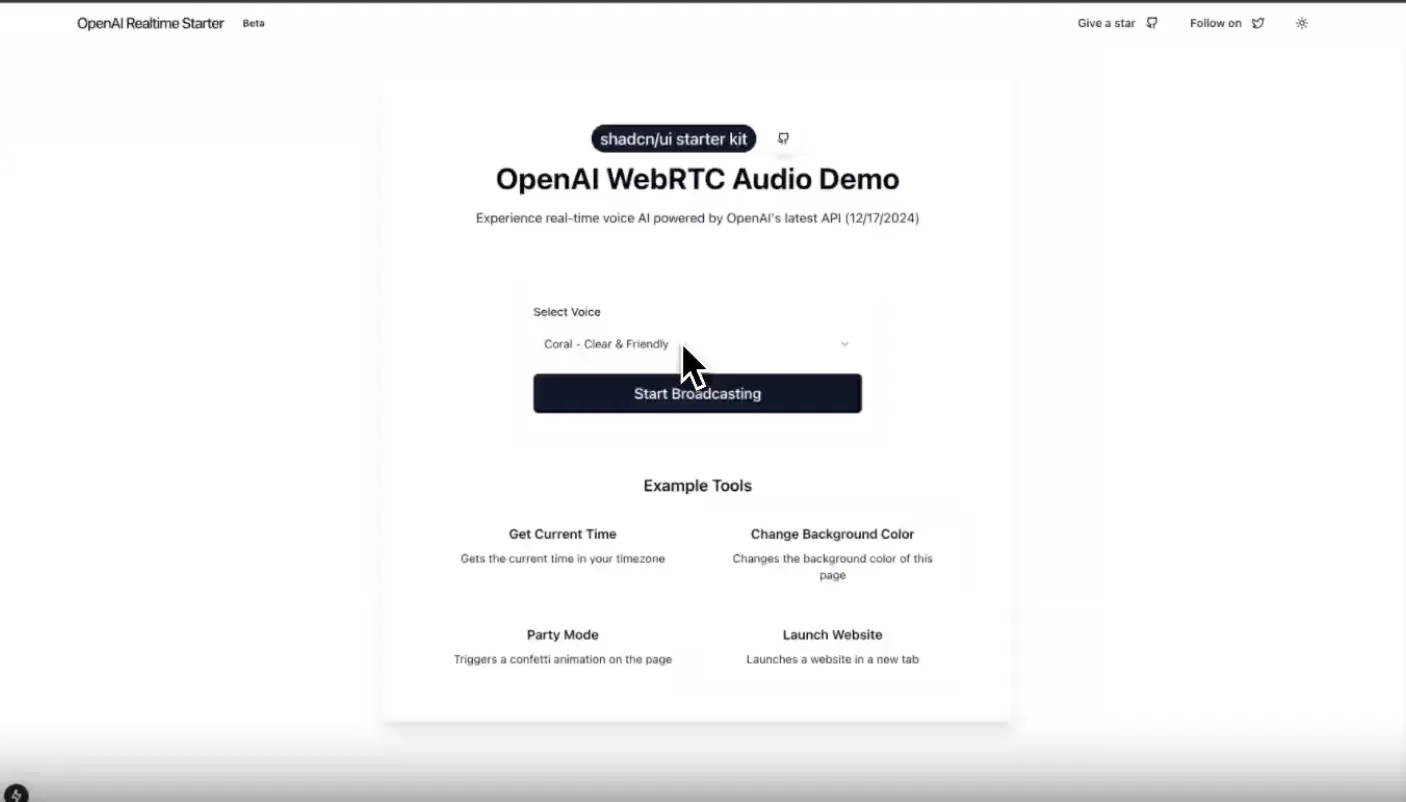 OpenAI Realtime Starter Beta Give a star Follow on
shadcn/ui starter kit
OpenAI WebRTC Audio Demo
Experience real-time voice AI powered by OpenAI's latest API (12/17/2024)
Select Voice
Coral - Clear & Friendly
Start Broadcasting
Example Tools
Get Current Time
Gets the current time in your timezone
Change Background Color
Changes the background color of this
page
Party Mode
Triggers a confetti animation on the page
Launch Website
Launches a website in a new tab